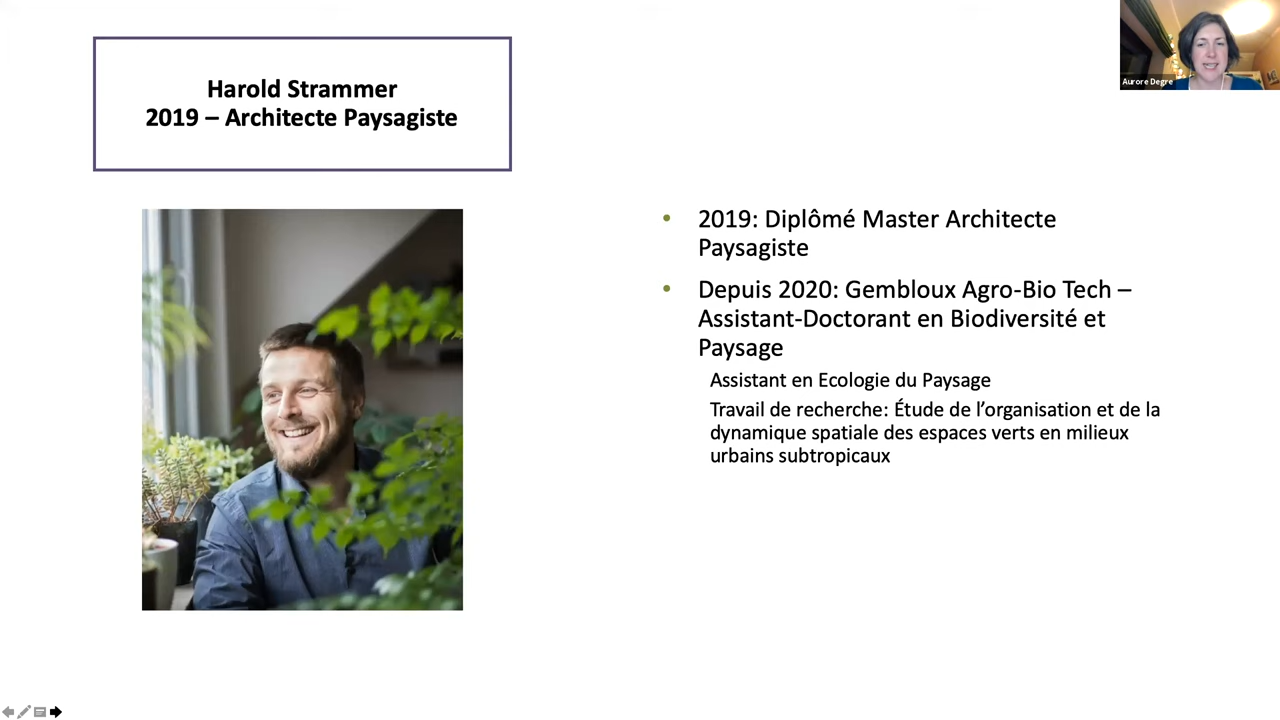 Harold Strammer
2019 – Architecte Paysagiste
Aurore Degre
• 2019: Diplômé Master Architecte
Paysagiste
• Depuis 2020: Gembloux Agro-Bio Tech –
Assistant-Doctorant en Biodiversité et
Paysage
Assistant en Ecologie du Paysage
Travail de recherche: Étude de l’organisation et de la
dynamique spatiale des espaces verts en milieux
urbains subtropicaux